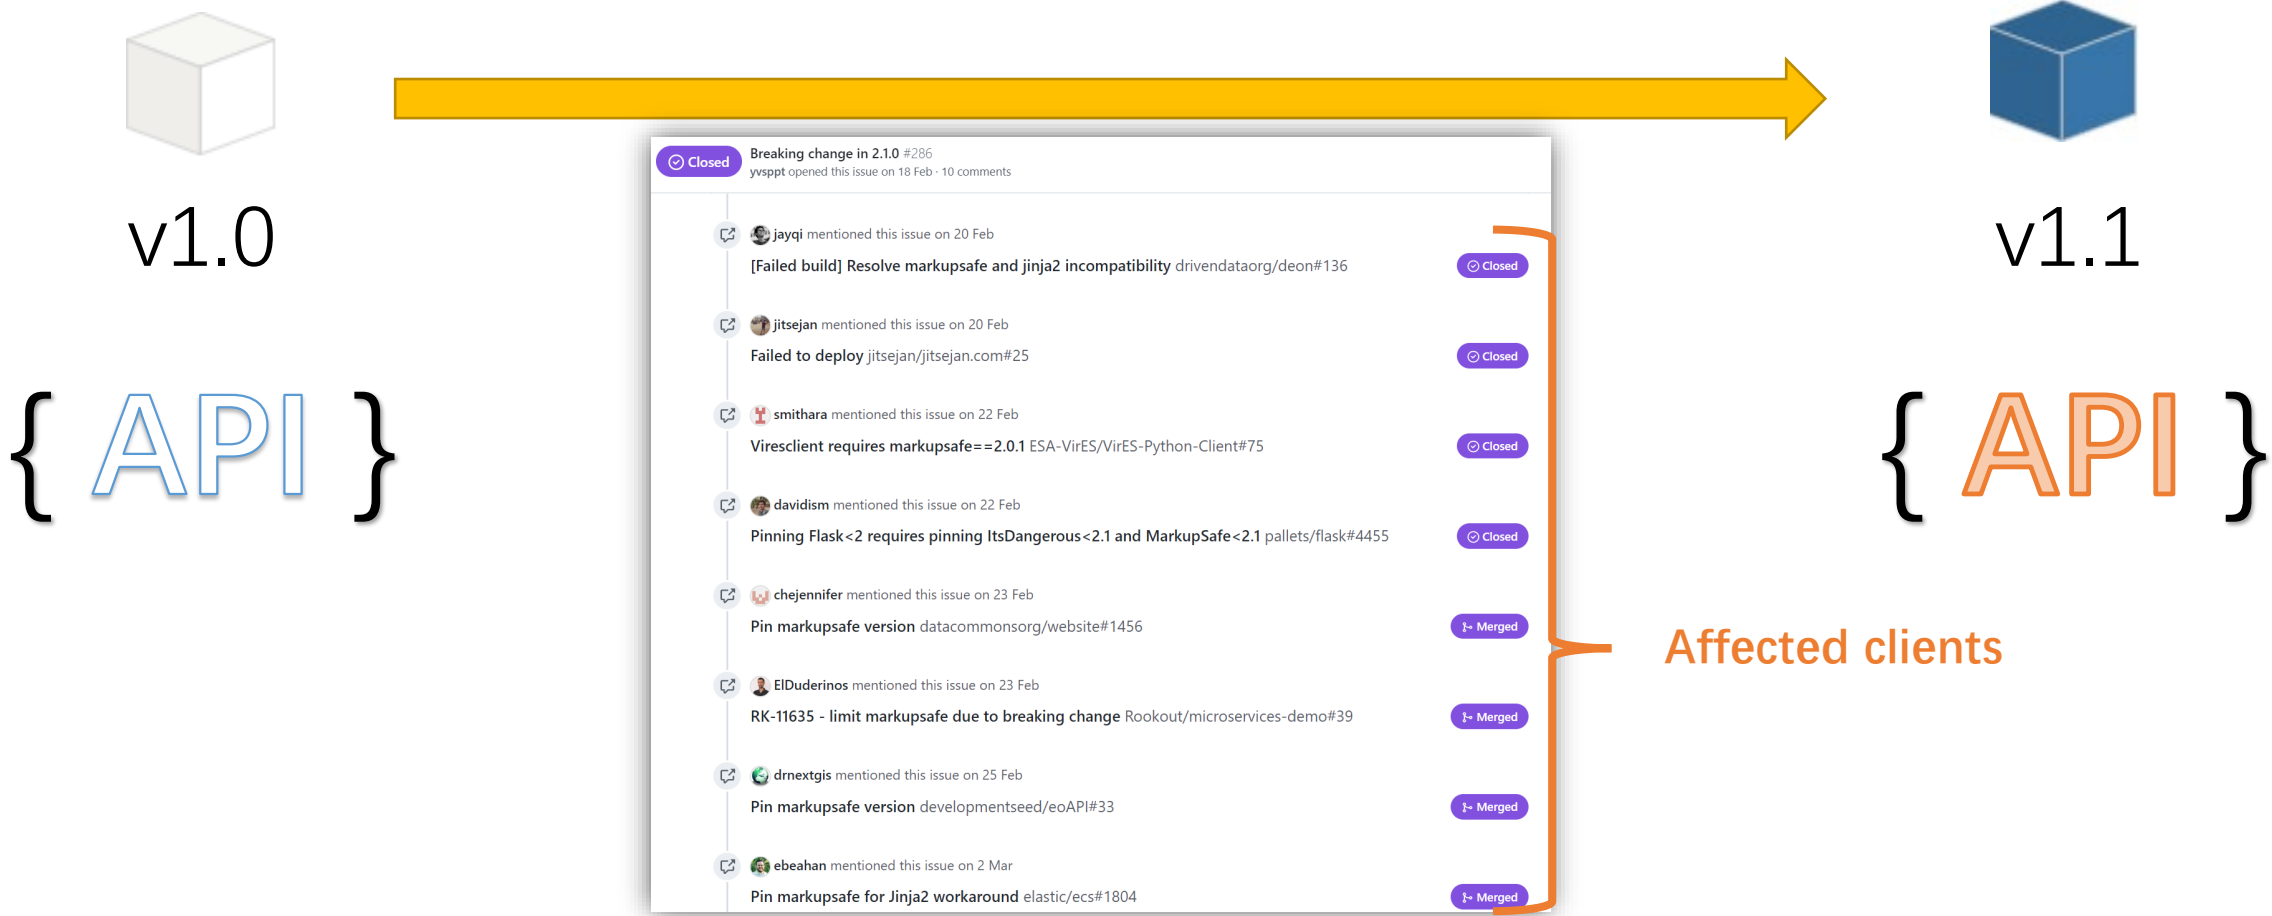 v1.0
{ API }
Closed
Breaking change in 2.1.0 #286
yvsppt opened this issue on 18 Feb · 10 comments
jayqi mentioned this issue on 20 Feb
[Failed build] Resolve markupsafe and jinja2 incompatibility drivendataorg/deon#136
Closed
jitsejan mentioned this issue on 20 Feb
Failed to deploy jitsejan/jitsejan.com#25
Closed
smithara mentioned this issue on 22 Feb
Viresclient requires markupsafe==2.0.1 ESA-VirES/VirES-Python-Client#75
Closed
davidism mentioned this issue on 22 Feb
Pinning Flask<2 requires pinning ItsDangerous<2.1 and MarkupSafe<2.1 pallets/flask#4455
Closed
chejennifer mentioned this issue on 23 Feb
Pin markupsafe version datacommonsorg/website#1456
Merged
ElDuderinos mentioned this issue on 23 Feb
RK-11635 - limit markupsafe due to breaking change Rookout/microservices-demo#39
Merged
drnextgis mentioned this issue on 25 Feb
Pin markupsafe version developmentseed/eoAPI#33
Merged
ebeahan mentioned this issue on 2 Mar
Pin markupsafe for Jinja2 workaround elastic/ecs#1804
Merged
v1.1
{ API }
Affected clients